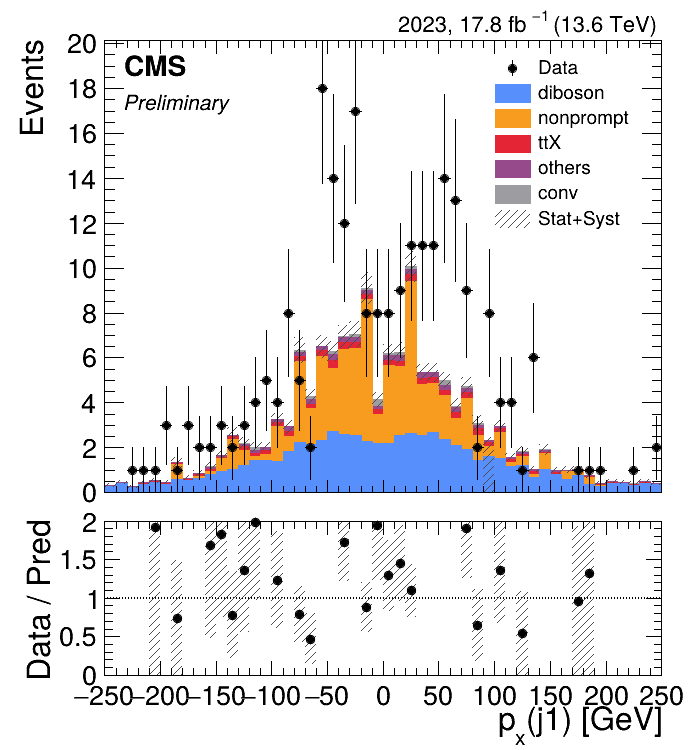 2023, 17.8 fb⁻¹ (13.6 TeV)
CMS
Preliminary
Events
20
18
16
14
12
10
8
6
4
2
0
Data
diboson
nonprompt
ttX
others
conv
Stat+Syst
Data / Pred
2
1.5
1
0.5
0
−250 −200 −150 −100 −50 0 50 100 150 200 250
pₓ(j1) [GeV]